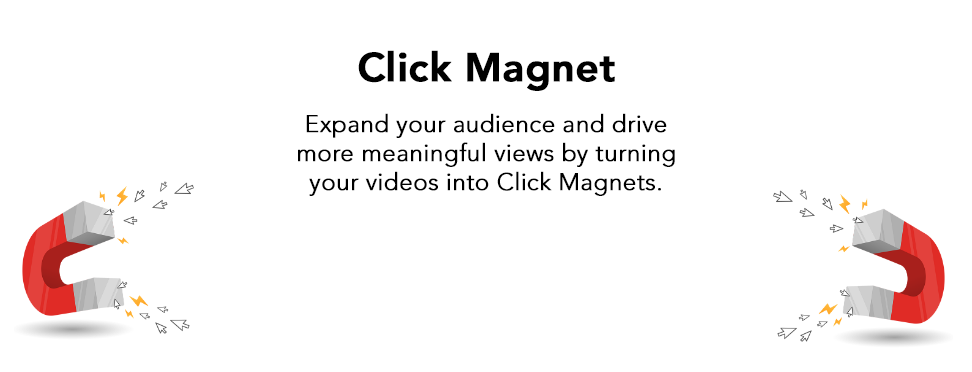 Click Magnet
Expand your audience and drive
more meaningful views by turning
your videos into Click Magnets.